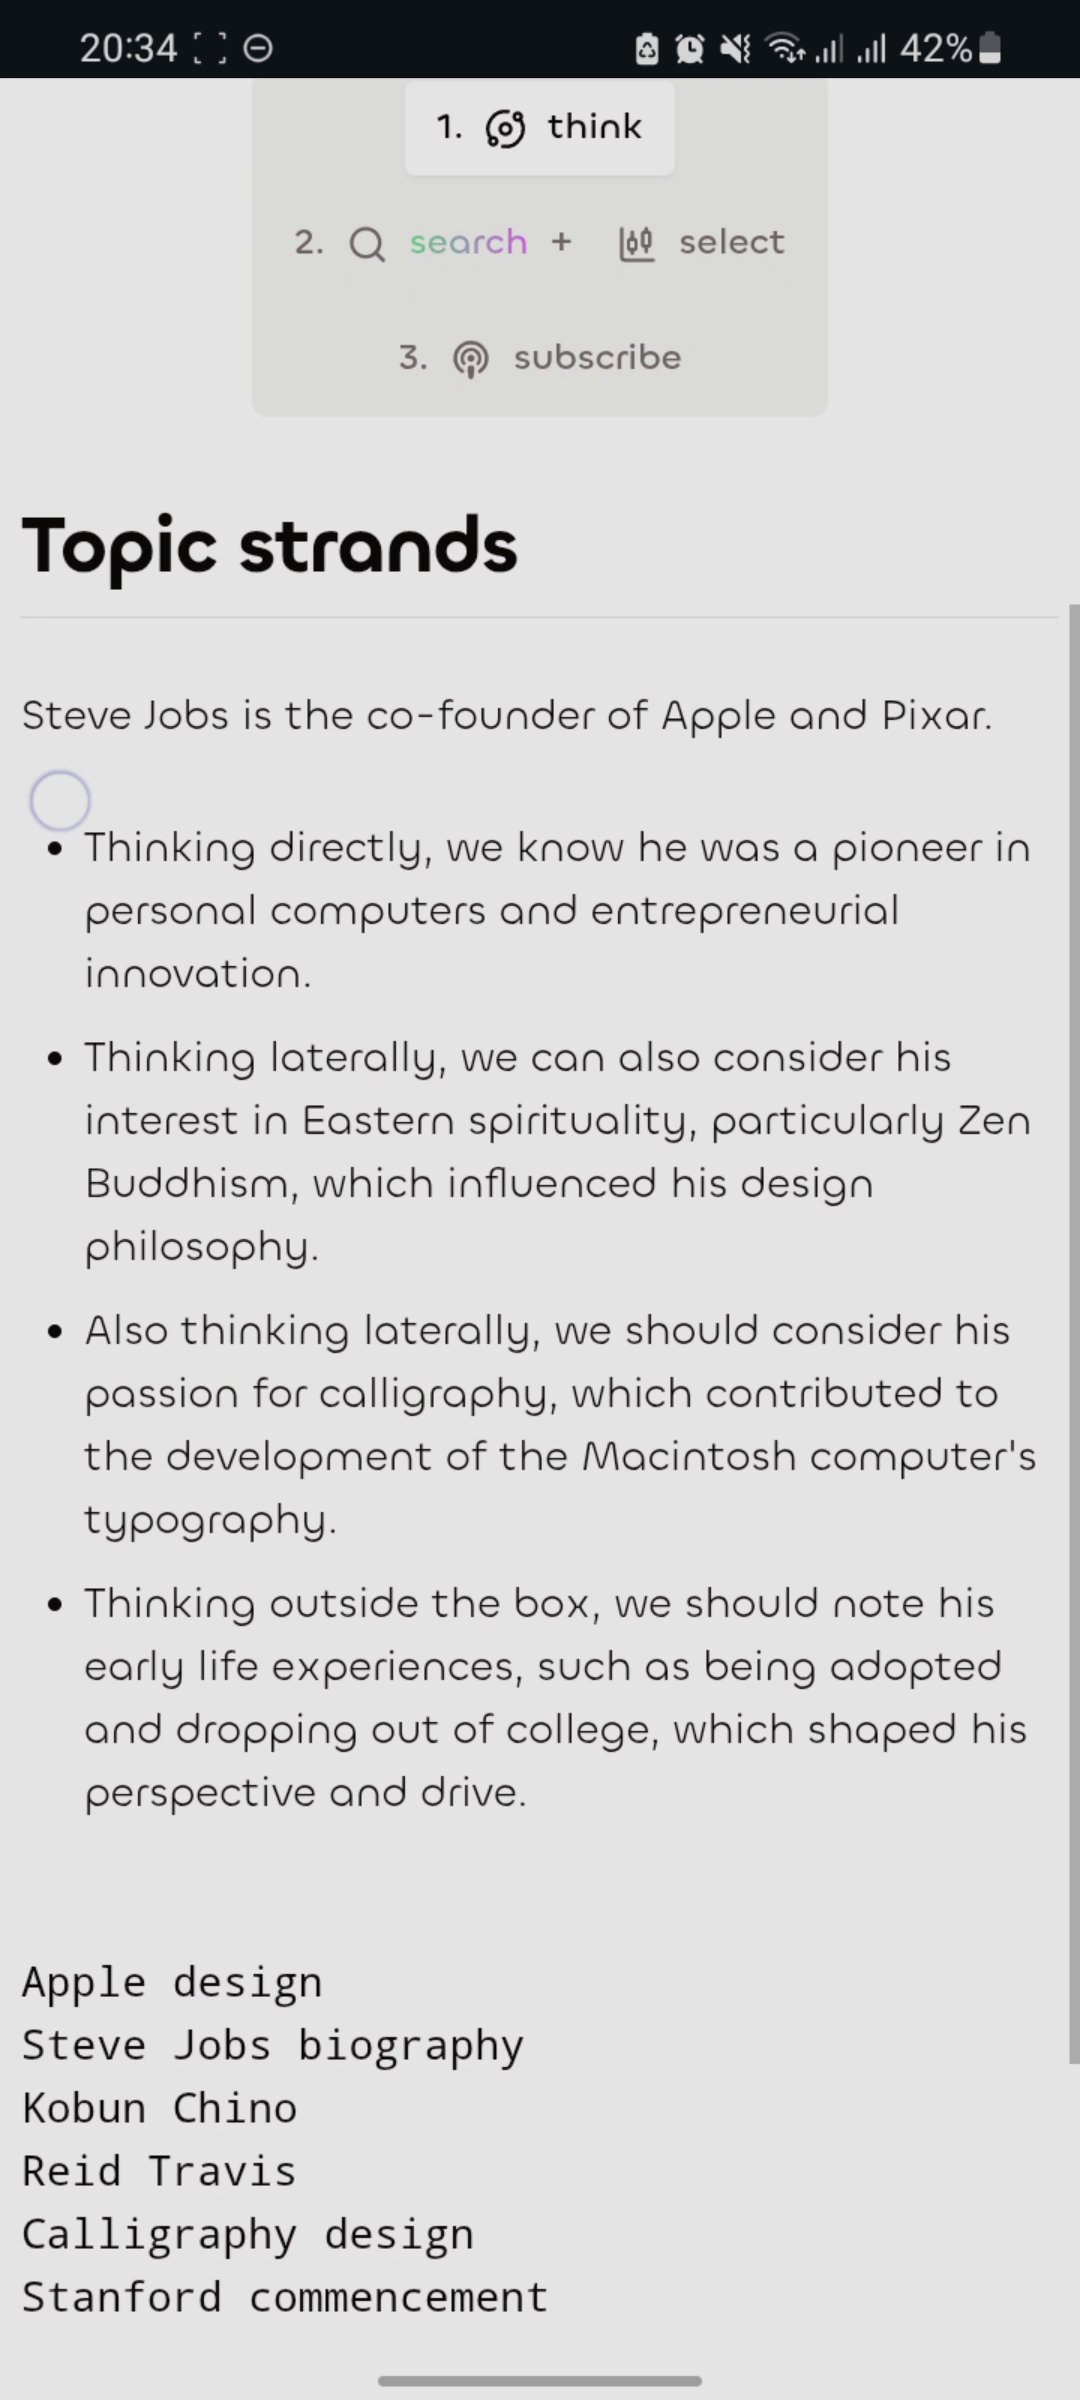 20:34 42%
1. think
2. search + select
3. subscribe
Topic strands
Steve Jobs is the co-founder of Apple and Pixar.
• Thinking directly, we know he was a pioneer in
personal computers and entrepreneurial
innovation.
• Thinking laterally, we can also consider his
interest in Eastern spirituality, particularly Zen
Buddhism, which influenced his design
philosophy.
• Also thinking laterally, we should consider his
passion for calligraphy, which contributed to
the development of the Macintosh computer's
typography.
• Thinking outside the box, we should note his
early life experiences, such as being adopted
and dropping out of college, which shaped his
perspective and drive.
Apple design
Steve Jobs biography
Kobun Chino
Reid Travis
Calligraphy design
Stanford commencement